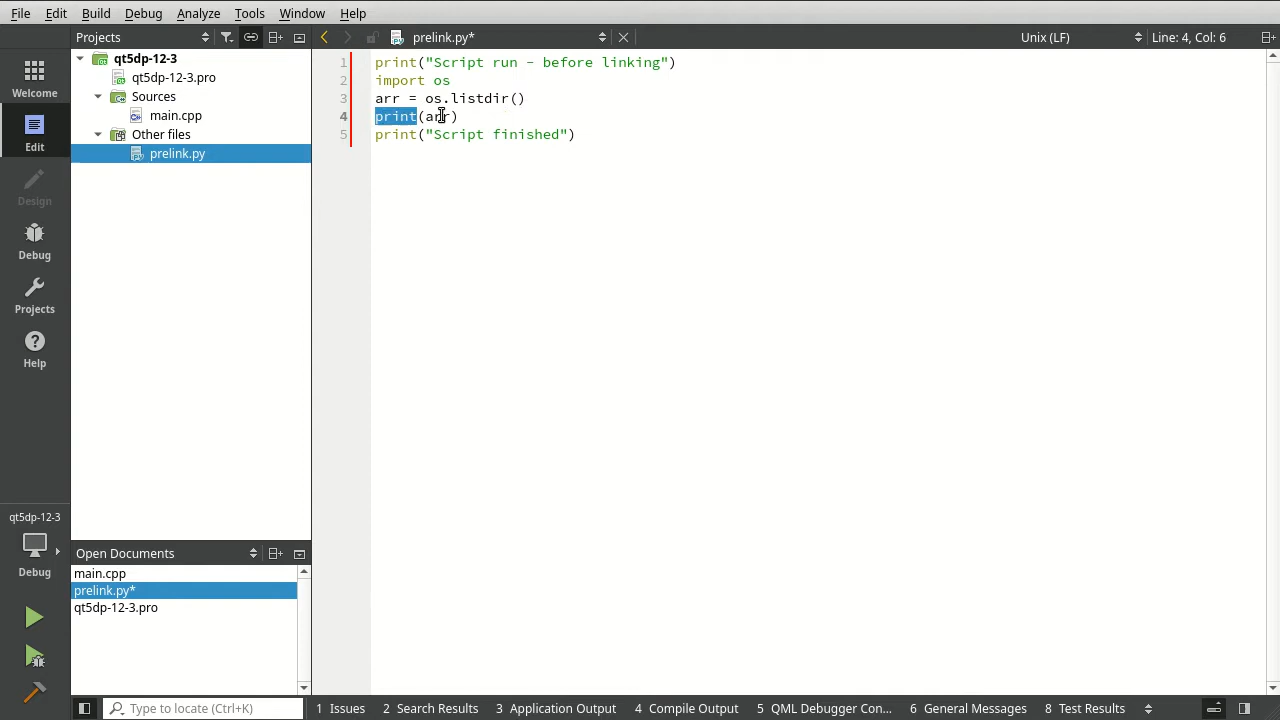 File Edit Build Debug Analyze Tools Window Help
Projects
prelink.py*
Unix (LF)
Line: 4, Col: 6
Welcome
Edit
Design
Debug
Projects
Help
qt5dp-12-3
Debug
qt5dp-12-3
qt5dp-12-3.pro
Sources
main.cpp
Other files
prelink.py
1 print("Script run - before linking")
2 import os
3 arr = os.listdir()
4 print(arr)
5 print("Script finished")
Open Documents
main.cpp
prelink.py*
qt5dp-12-3.pro
Type to locate (Ctrl+K)
1 Issues 2 Search Results 3 Application Output 4 Compile Output 5 QML Debugger Con... 6 General Messages 8 Test Results